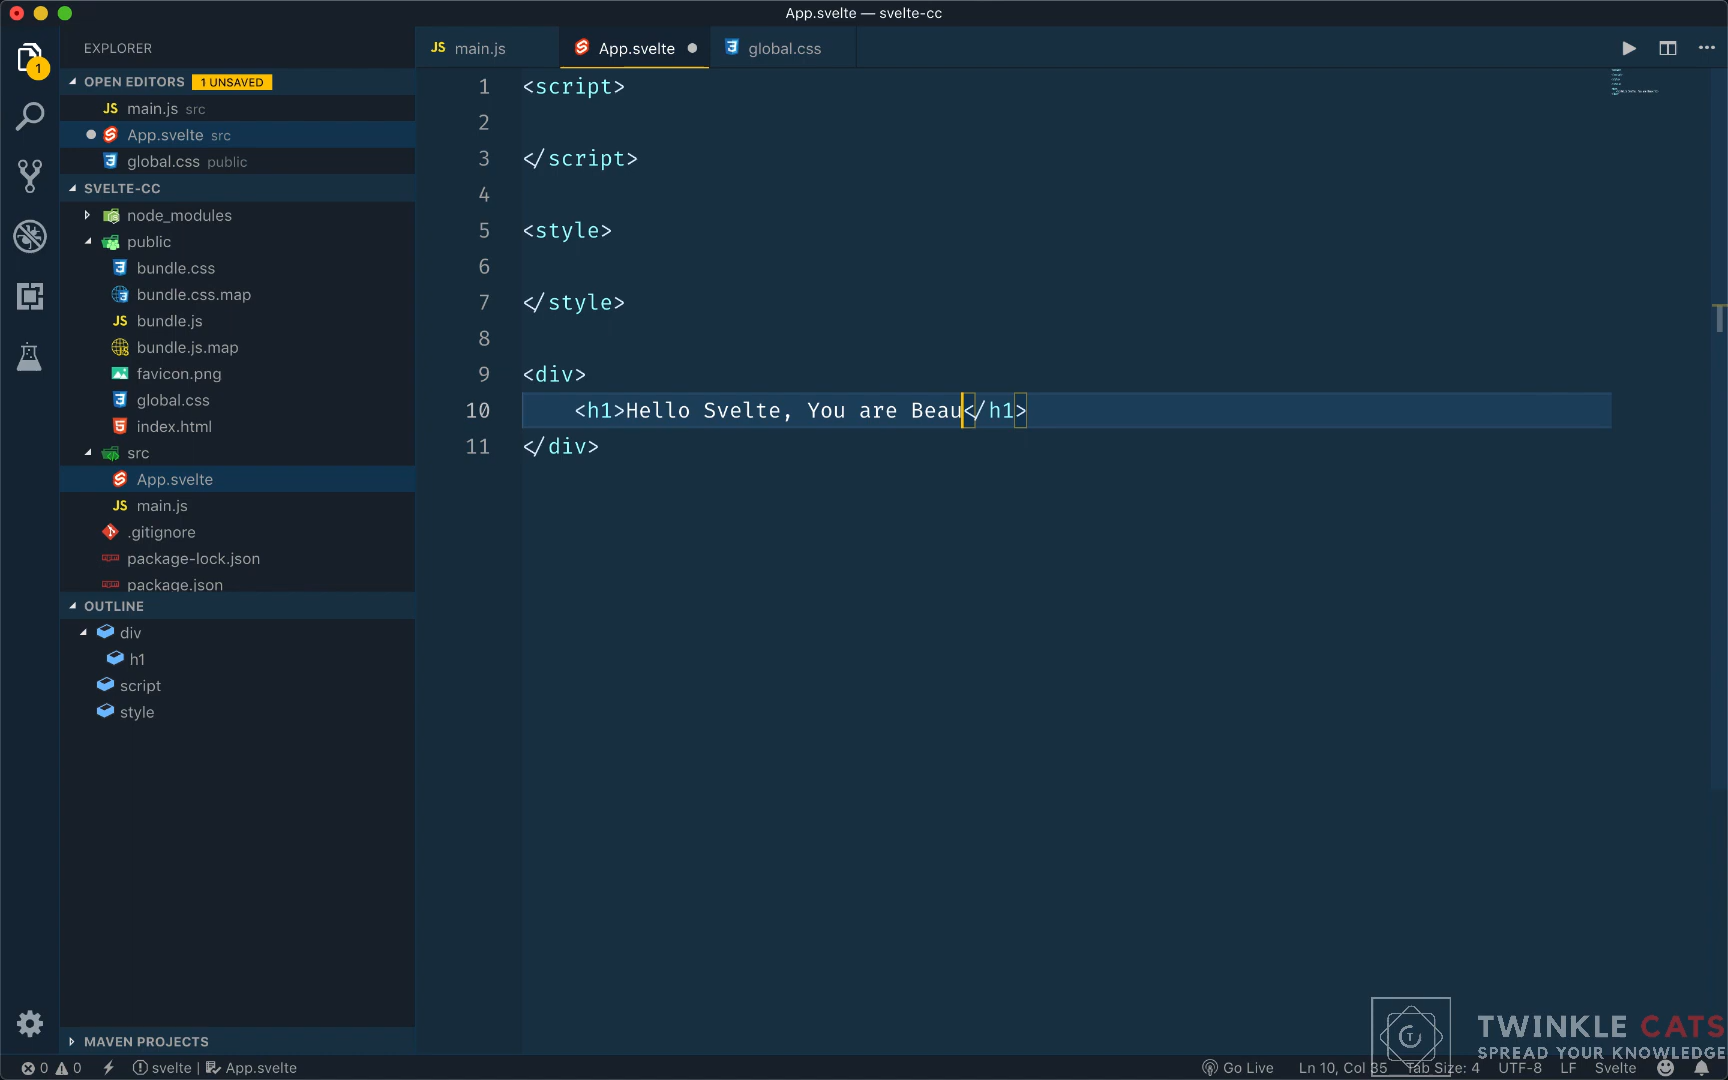 App.svelte — svelte-cc
EXPLORER
1
OPEN EDITORS 1 UNSAVED
JS main.js src
App.svelte src
global.css public
SVELTE-CC
node_modules
public
bundle.css
bundle.css.map
JS bundle.js
bundle.js.map
favicon.png
global.css
index.html
src
App.svelte
JS main.js
.gitignore
package-lock.json
package.json
OUTLINE
div
h1
script
style
MAVEN PROJECTS
JS main.js App.svelte global.css
1 <script>
2
3 </script>
4
5 <style>
6
7 </style>
8
9 <div>
10 <h1>Hello Svelte, You are Beau</h1>
11 </div>
TWINKLE CATS
SPREAD YOUR KNOWLEDGE
0 0 svelte | App.svelte Go Live Ln 10, Col 35 Tab Size: 4 UTF-8 LF Svelte